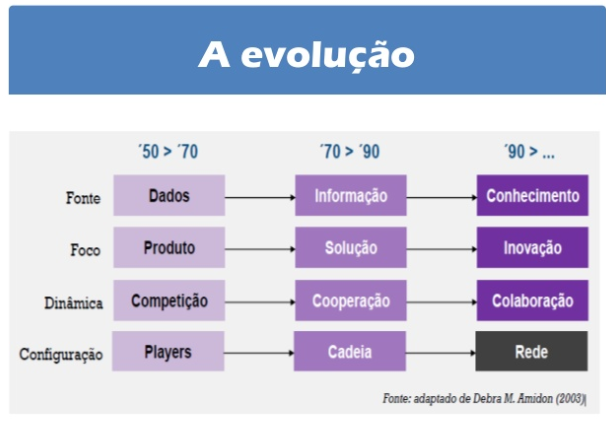 A evolução
´50 > ´70 ´70 > ´90 ´90 > ...
Fonte Dados Informação Conhecimento
Foco Produto Solução Inovação
Dinâmica Competição Cooperação Colaboração
Configuração Players Cadeia Rede
Fonte: adaptado de Debra M. Amidon (2003)